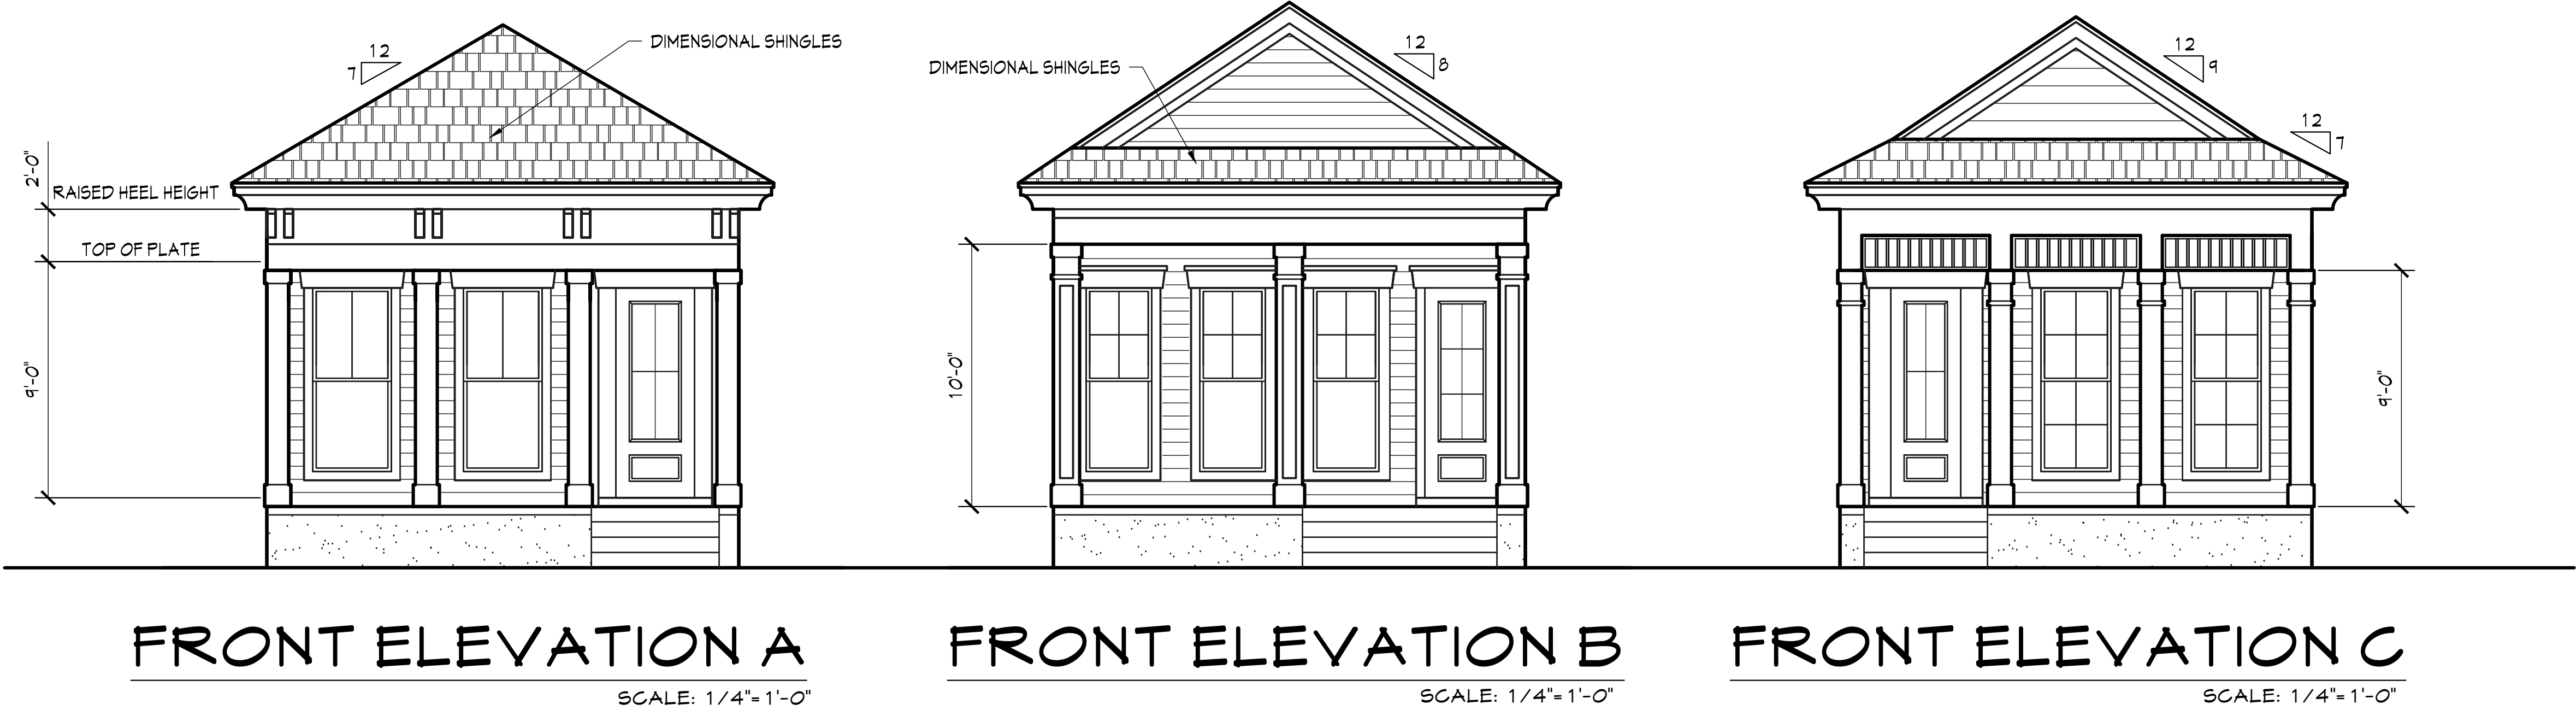 12
7
DIMENSIONAL SHINGLES
2'-0"
RAISED HEEL HEIGHT
TOP OF PLATE
9'-0"
FRONT ELEVATION A
SCALE: 1/4"=1'-0"
12
8
DIMENSIONAL SHINGLES
10'-0"
FRONT ELEVATION B
SCALE: 1/4"=1'-0"
12
9
12
7
9'-0"
FRONT ELEVATION C
SCALE: 1/4"=1'-0"